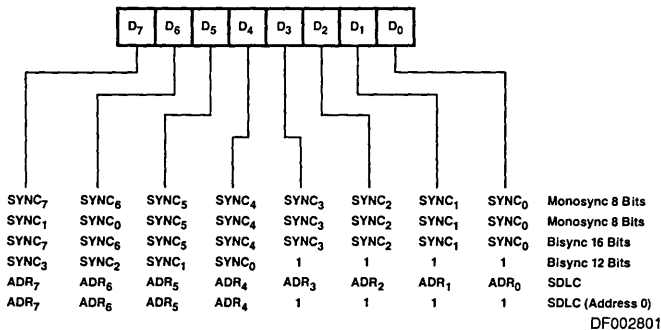 D7 D6 D5 D4 D3 D2 D1 D0
SYNC7 SYNC6 SYNC5 SYNC4 SYNC3 SYNC2 SYNC1 SYNC0 Monosync 8 Bits
SYNC1 SYNC0 SYNC5 SYNC4 SYNC3 SYNC2 SYNC1 SYNC0 Monosync 8 Bits
SYNC7 SYNC6 SYNC5 SYNC4 SYNC3 SYNC2 SYNC1 SYNC0 Bisync 16 Bits
SYNC3 SYNC2 SYNC1 SYNC0 1 1 1 1 Bisync 12 Bits
ADR7 ADR6 ADR5 ADR4 ADR3 ADR2 ADR1 ADR0 SDLC
ADR7 ADR6 ADR5 ADR4 1 1 1 1 SDLC (Address 0)
DF002801